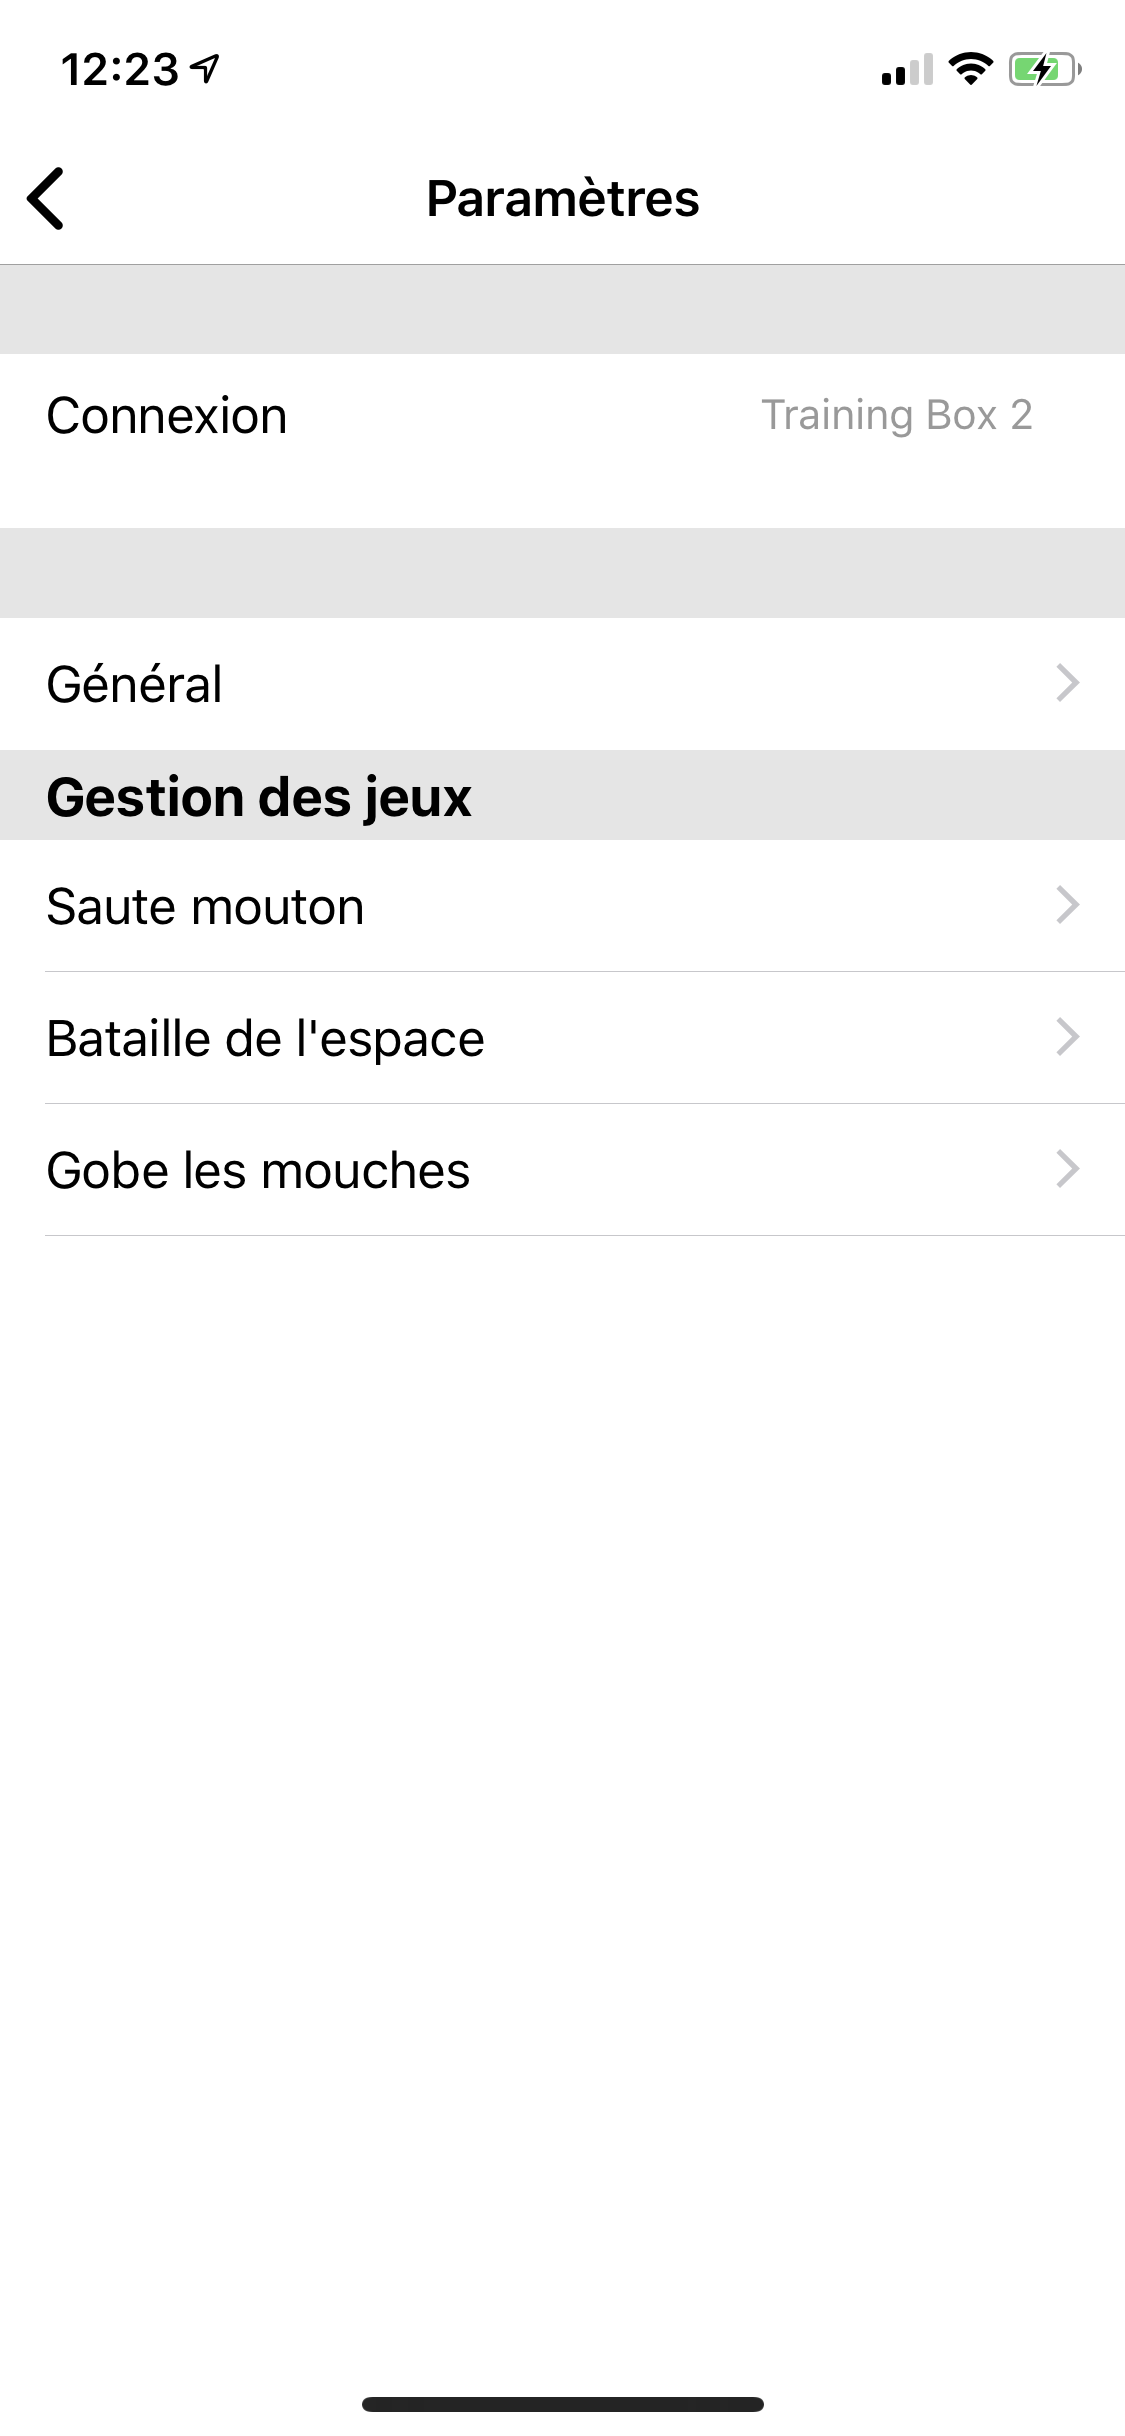 12:23
Paramètres
Connexion
Training Box 2
Général
Gestion des jeux
Saute mouton
Bataille de l'espace
Gobe les mouches